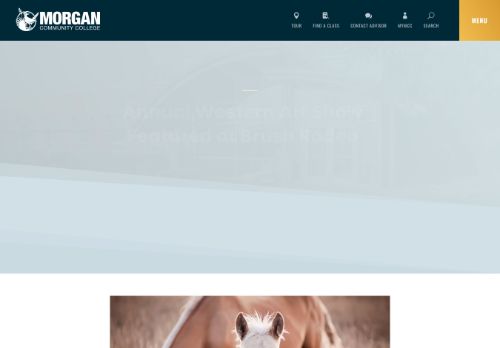 MORGAN
COMMUNITY COLLEGE
TOUR
FIND A CLASS
CONTACT ADVISOR
MYMCC
SEARCH
MENU
Annual Western Art Show
Featured at Brush Rodeo